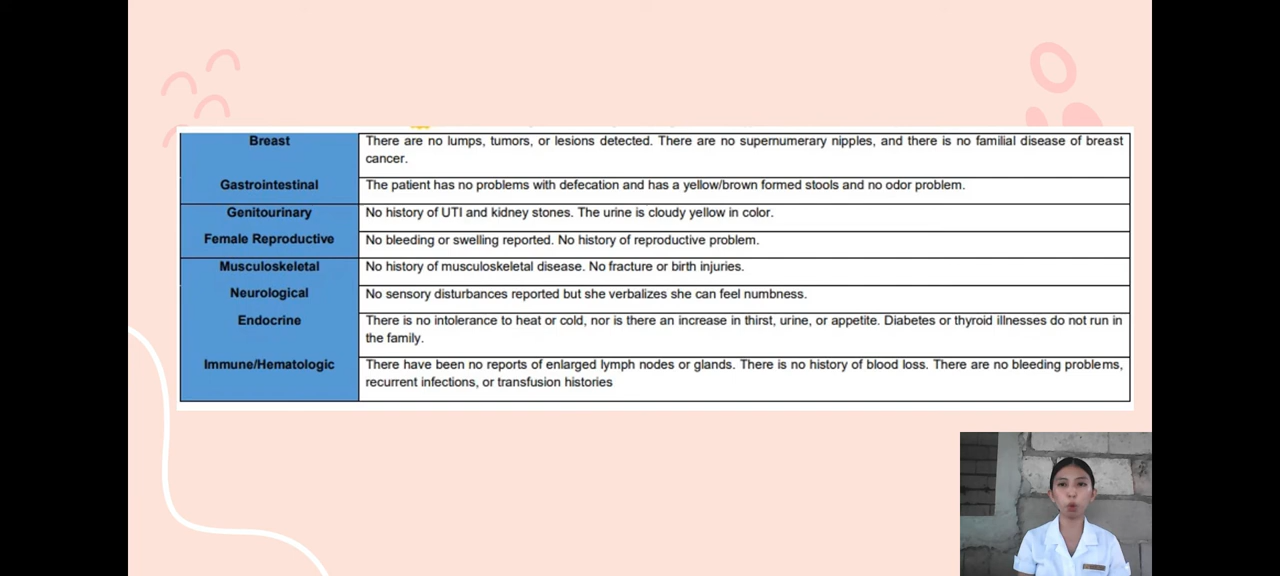 Breast
There are no lumps, tumors, or lesions detected. There are no supernumerary nipples, and there is no familial disease of breast
cancer.
Gastrointestinal
The patient has no problems with defecation and has a yellow/brown formed stools and no odor problem.
Genitourinary
No history of UTI and kidney stones. The urine is cloudy yellow in color.
Female Reproductive
No bleeding or swelling reported. No history of reproductive problem.
Musculoskeletal
No history of musculoskeletal disease. No fracture or birth injuries.
Neurological
No sensory disturbances reported but she verbalizes she can feel numbness.
Endocrine
There is no intolerance to heat or cold, nor is there an increase in thirst, urine, or appetite. Diabetes or thyroid illnesses do not run in
the family.
Immune/Hematologic
There have been no reports of enlarged lymph nodes or glands. There is no history of blood loss. There are no bleeding problems,
recurrent infections, or transfusion histories